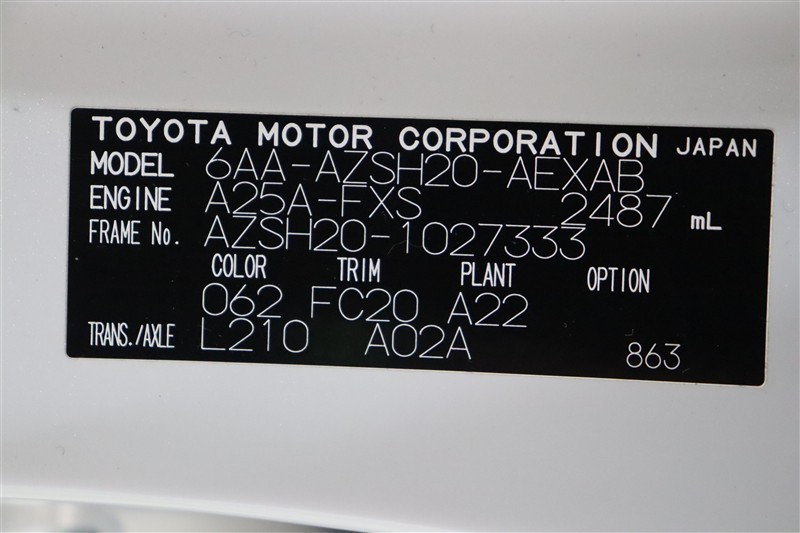 TOYOTA MOTOR CORPORATION JAPAN
MODEL 6AA-AZSH20-AEXAB
ENGINE A25A-FXS 2487 mL
FRAME No. AZSH20-1027333
COLOR TRIM PLANT OPTION
062 FC20 A22
TRANS./AXLE L210 A02A 863